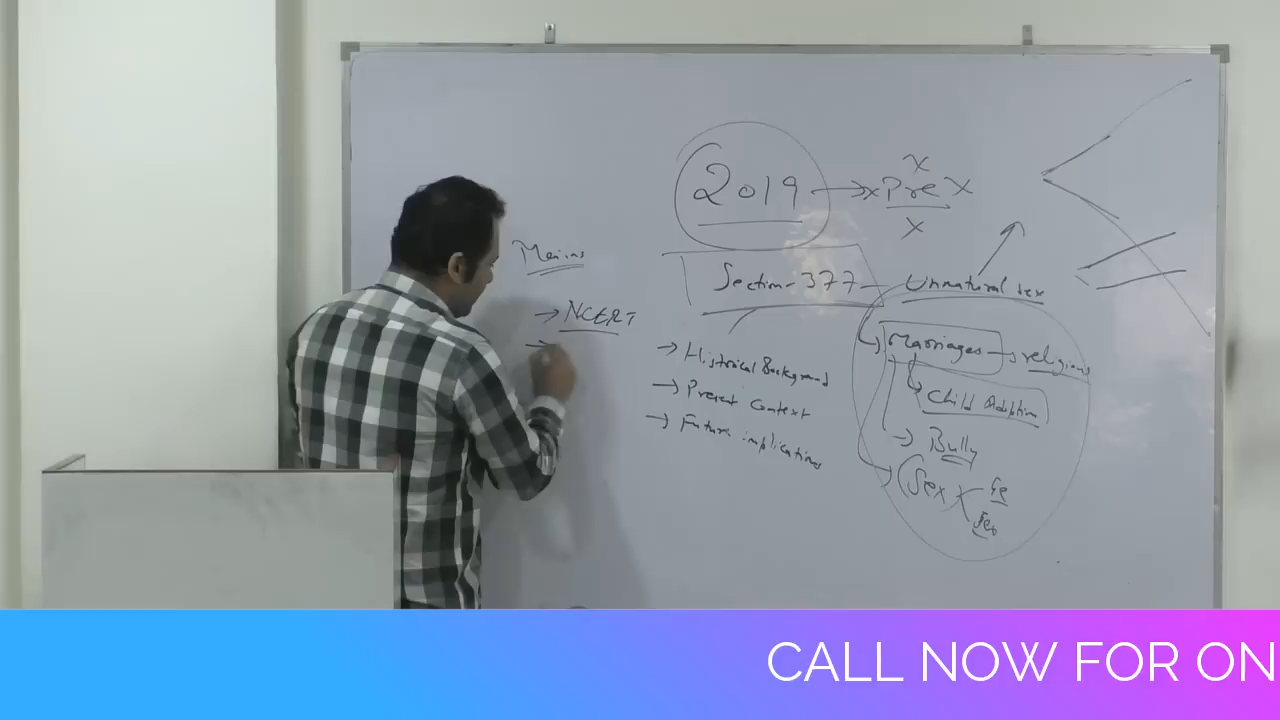 2019 → x Pre x
x
x
Mains
Section-377 - Unnatural sex
→ NCERT
→ Historical Background
→ Present Context
→ Future implications
Marriages → religious
Child Adoption
→ Bully
Sex
CALL NOW FOR ON